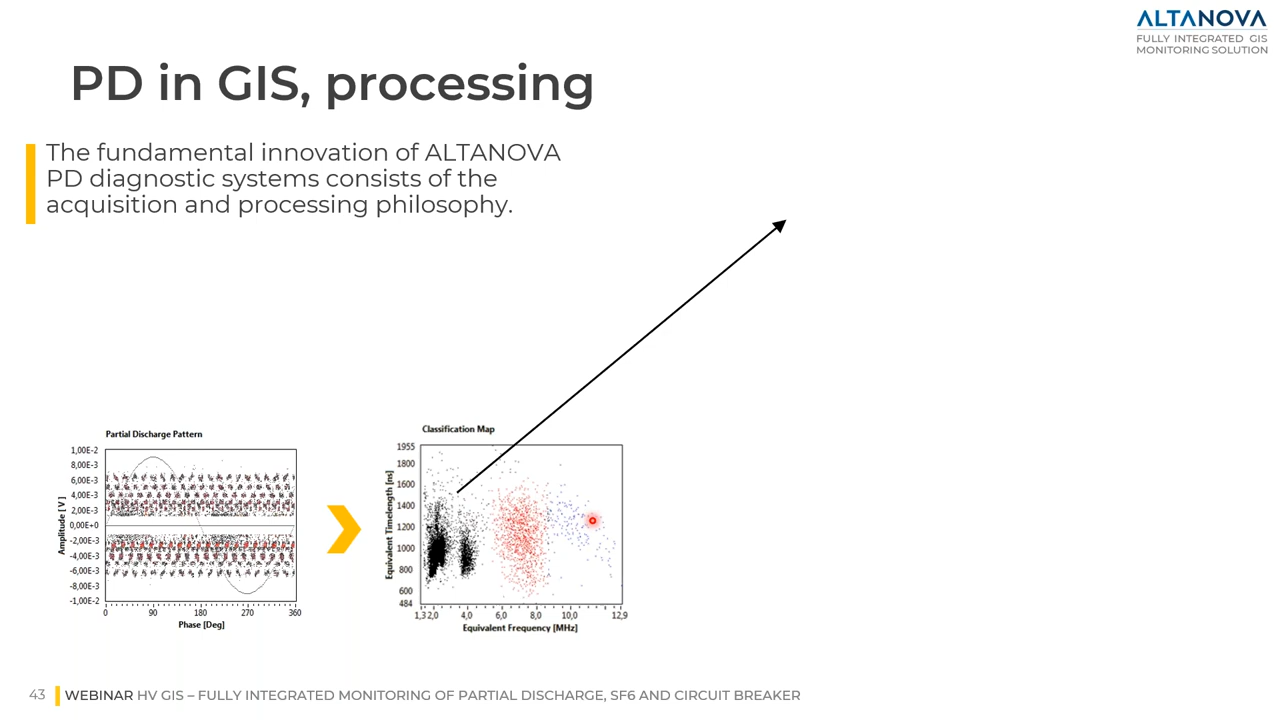 ALTANOVA
FULLY INTEGRATED GIS
MONITORING SOLUTION
PD in GIS, processing
The fundamental innovation of ALTANOVA
PD diagnostic systems consists of the
acquisition and processing philosophy.
Partial Discharge Pattern
Amplitude [V]
1,00E-2
8,00E-3
6,00E-3
4,00E-3
2,00E-3
0,00E+0
-2,00E-3
-4,00E-3
-6,00E-3
-8,00E-3
-1,00E-2
0 90 180 270 360
Phase [Deg]
Classification Map
Equivalent Timelength [ns]
1955
1800
1600
1400
1200
1000
800
600
484
1,3 2,0 4,0 6,0 8,0 10,0 12,9
Equivalent Frequency [MHz]
43 WEBINAR HV GIS – FULLY INTEGRATED MONITORING OF PARTIAL DISCHARGE, SF6 AND CIRCUIT BREAKER